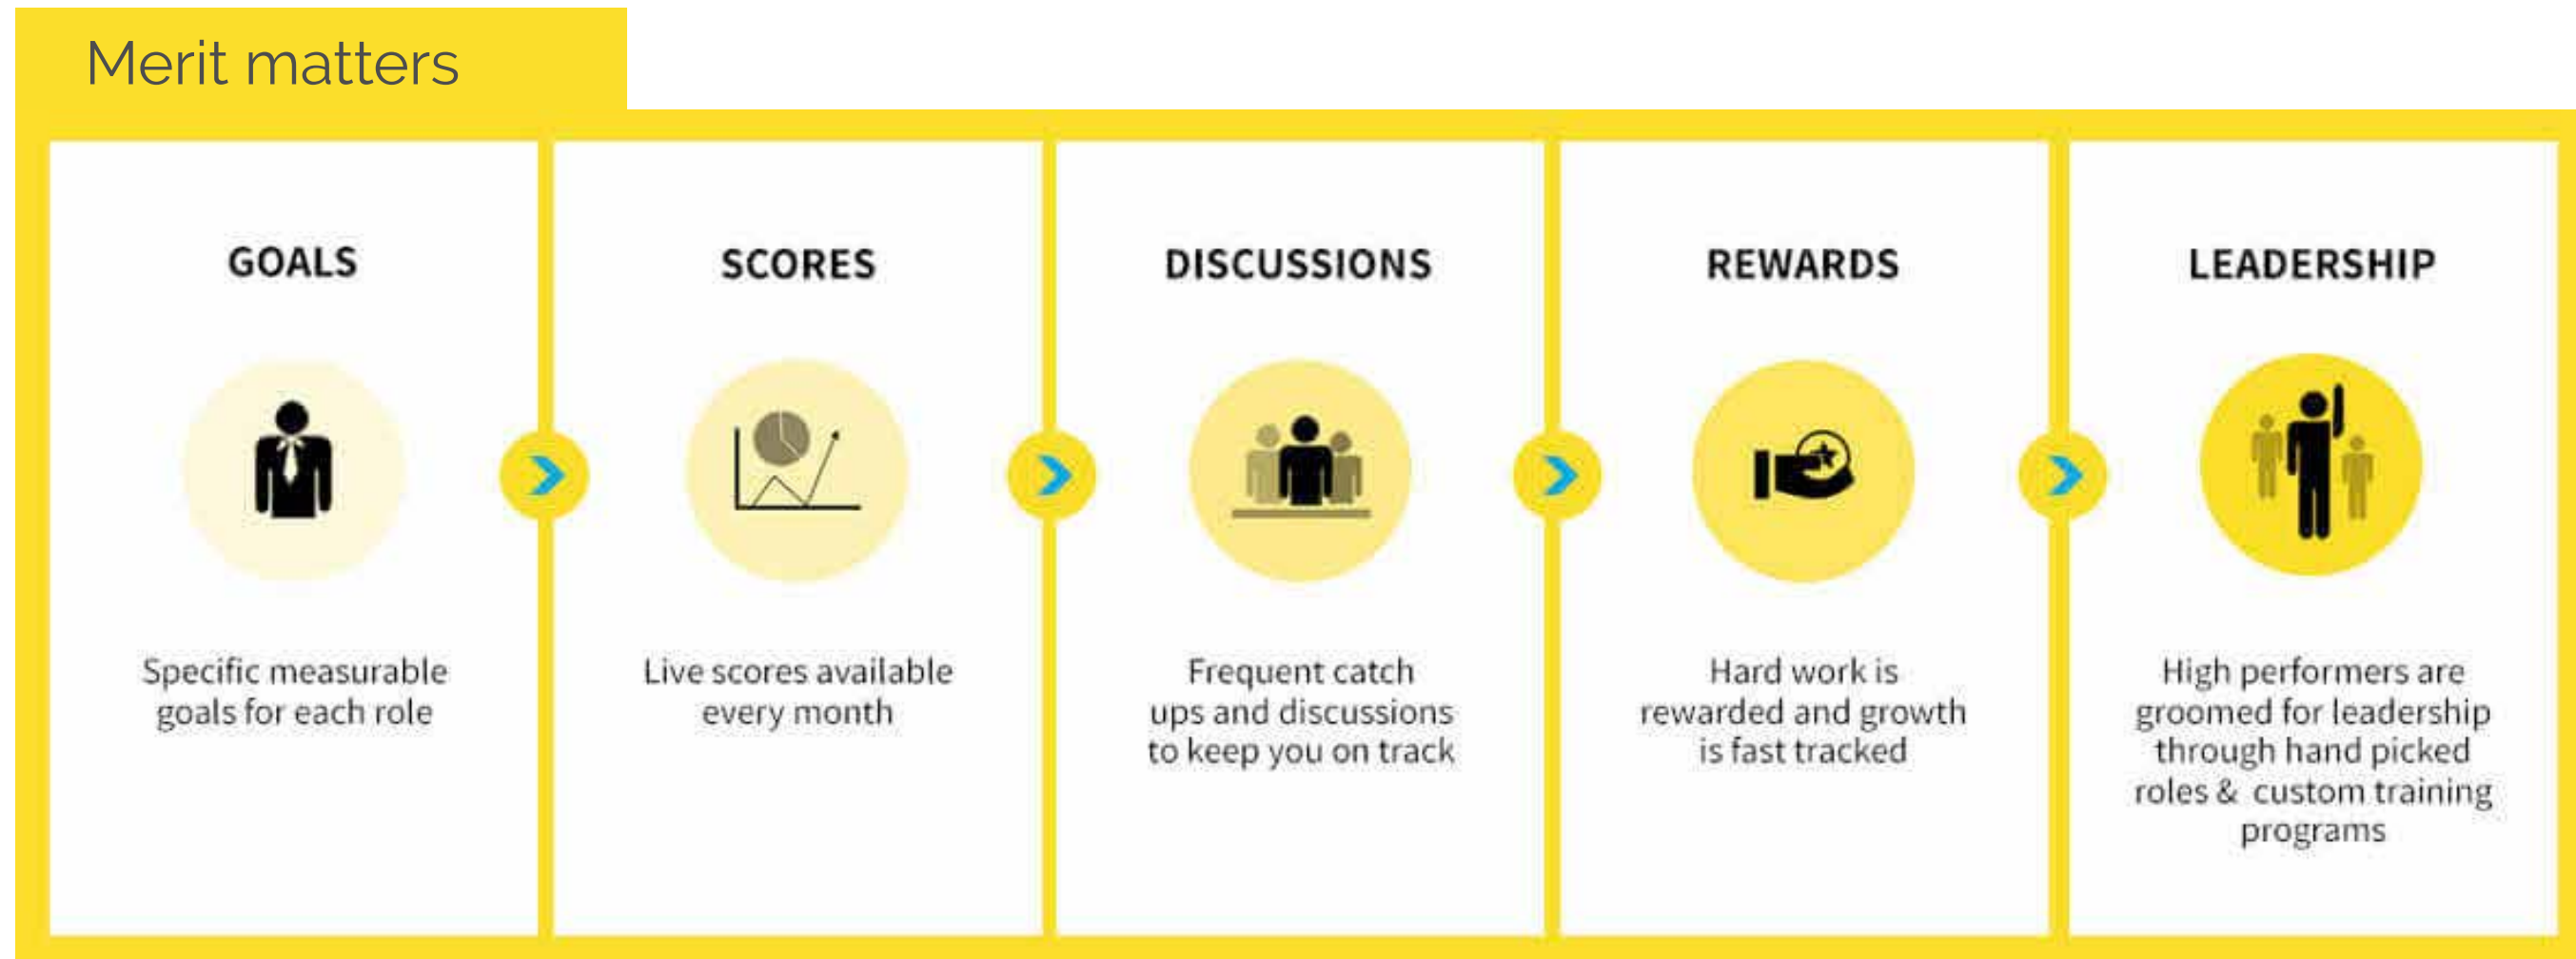 Merit matters
GOALS
Specific measurable
goals for each role
SCORES
Live scores available
every month
DISCUSSIONS
Frequent catch
ups and discussions
to keep you on track
REWARDS
Hard work is
rewarded and growth
is fast tracked
LEADERSHIP
High performers are
groomed for leadership
through hand picked
roles & custom training
programs